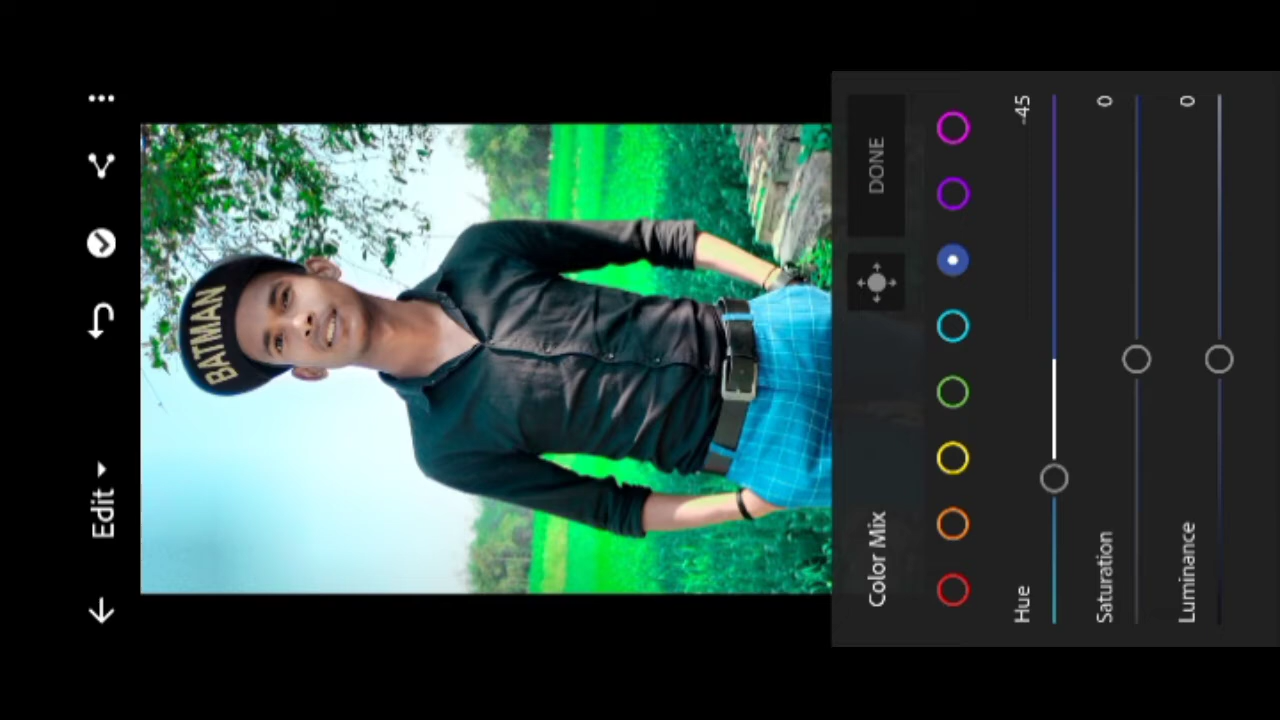 Edit
BATMAN
Color Mix
DONE
Hue
-45
Saturation
0
Luminance
0